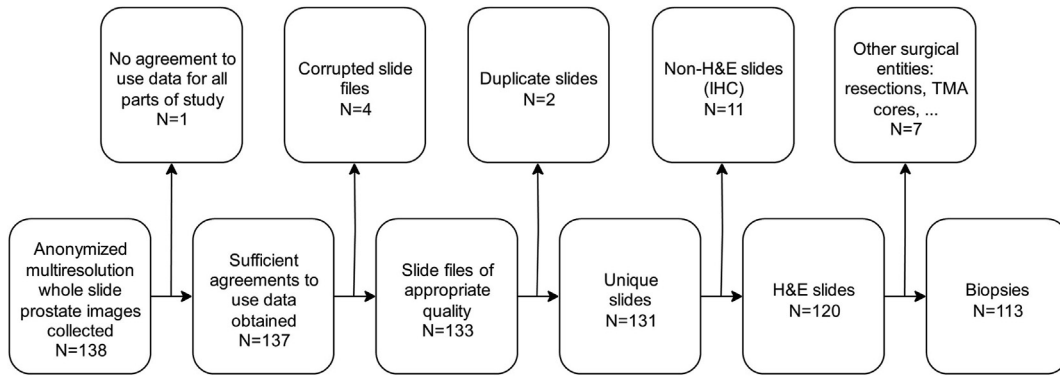 No agreement to
use data for all
parts of study
N=1
Corrupted slide
files
N=4
Duplicate slides
N=2
Non-H&E slides
(IHC)
N=11
Other surgical
entities:
resections, TMA
cores, ...
N=7
Anonymized
multiresolution
whole slide
prostate images
collected
N=138
Sufficient
agreements to
use data
obtained
N=137
Slide files of
appropriate
quality
N=133
Unique
slides
N=131
H&E slides
N=120
Biopsies
N=113